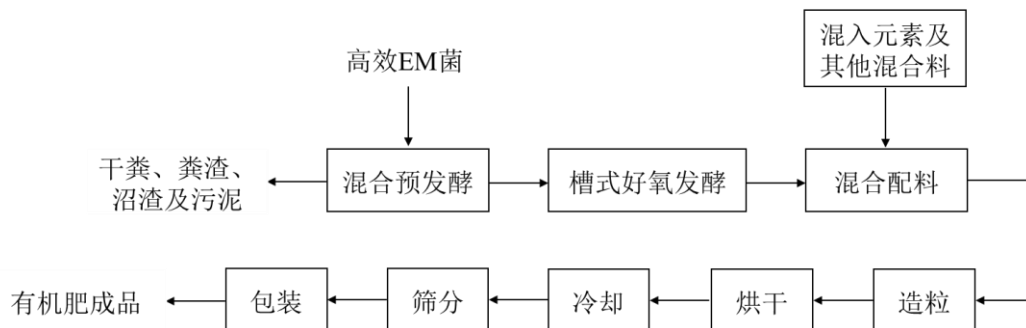 高效EM菌
混入元素及
其他混合料
干粪、粪渣、
沼渣及污泥
混合预发酵
槽式好氧发酵
混合配料
有机肥成品
包装
筛分
冷却
烘干
造粒